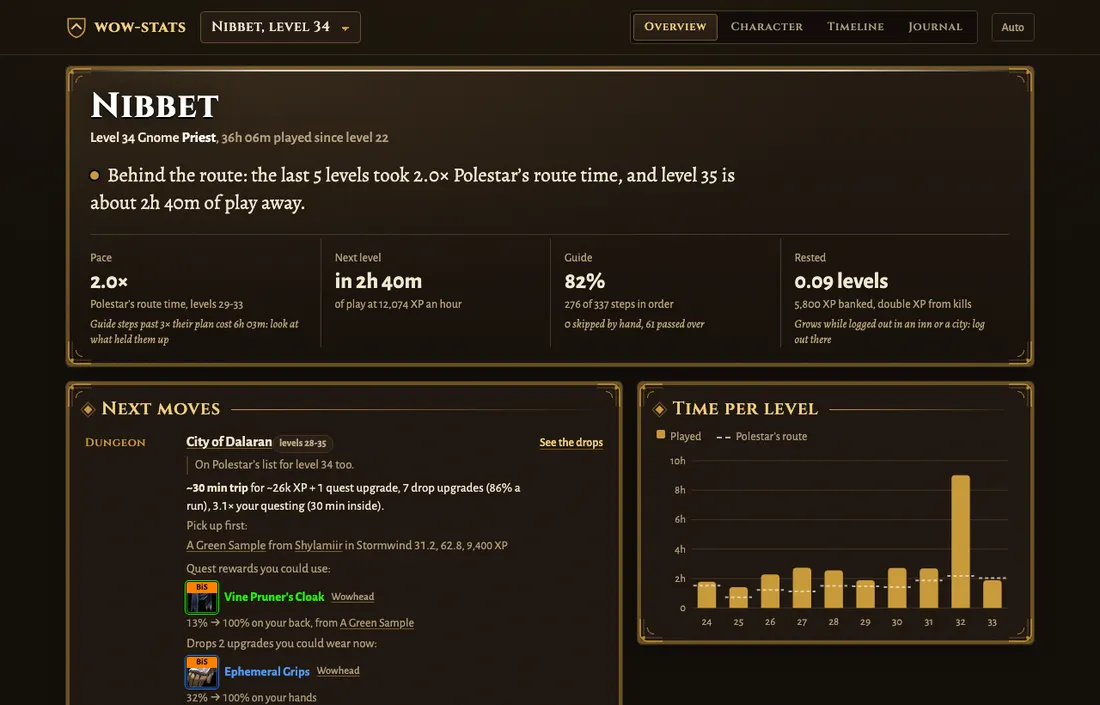 WOW-STATS
NIBBET, LEVEL 34
OVERVIEW
CHARACTER
TIMELINE
JOURNAL
Auto
NIBBET
Level 34 Gnome Priest, 36h 06m played since level 22
Behind the route: the last 5 levels took 2.0× Polestar’s route time, and level 35 is
about 2h 40m of play away.
Pace
2.0×
Polestar’s route time, levels 29-33
Guide steps past 3× their plan cost 6h 03m: look at
what held them up
Next level
in 2h 40m
of play at 12,074 XP an hour
Guide
82%
276 of 337 steps in order
0 skipped by hand, 61 passed over
Rested
0.09 levels
5,800 XP banked, double XP from kills
Grows while logged out in an inn or a city: log
out there
NEXT MOVES
DUNGEON
City of Dalaran levels 28-35
See the drops
On Polestar’s list for level 34 too.
~30 min trip for ~26k XP + 1 quest upgrade, 7 drop upgrades (86% a
run), 3.1× your questing (30 min inside).
Pick up first:
A Green Sample from Shylamiir in Stormwind 31.2, 62.8, 9,400 XP
Quest rewards you could use:
BiS
Vine Pruner’s Cloak Wowhead
13% → 100% on your back, from A Green Sample
Drops 2 upgrades you could wear now:
BiS
Ephemeral Grips Wowhead
32% → 100% on your hands
TIME PER LEVEL
Played
Polestar’s route
10h
8h
6h
4h
2h
0
24 25 26 27 28 29 30 31 32 33